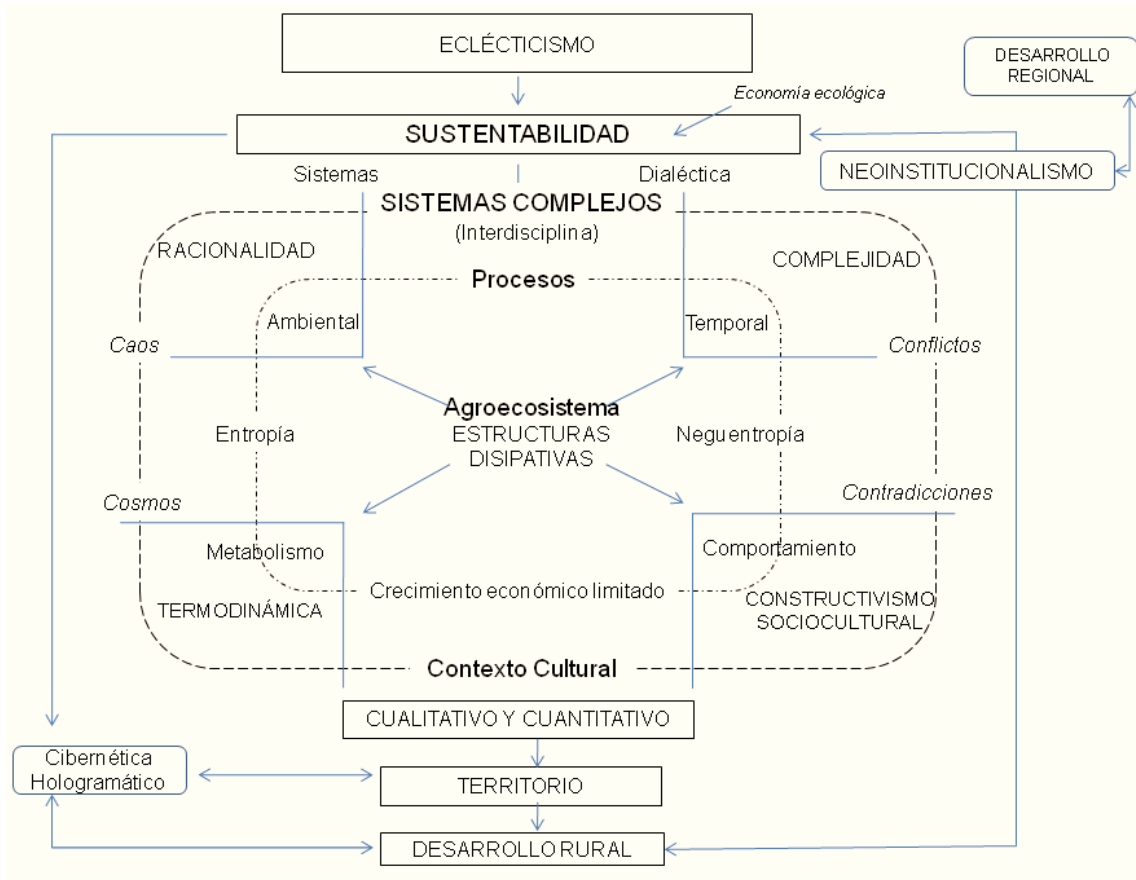 ECLÉCTICISMO
DESARROLLO
REGIONAL
Economía ecológica
SUSTENTABILIDAD
NEOINSTITUCIONALISMO
Sistemas
Dialéctica
SISTEMAS COMPLEJOS
(Interdisciplina)
RACIONALIDAD
COMPLEJIDAD
Procesos
Ambiental
Temporal
Caos
Conflictos
Agroecosistema
ESTRUCTURAS
DISIPATIVAS
Entropía
Neguentropía
Cosmos
Contradicciones
Metabolismo
Comportamiento
Crecimiento económico limitado
TERMODINÁMICA
CONSTRUCTIVISMO
SOCIOCULTURAL
Contexto Cultural
CUALITATIVO Y CUANTITATIVO
Cibernética
Hologramático
TERRITORIO
DESARROLLO RURAL